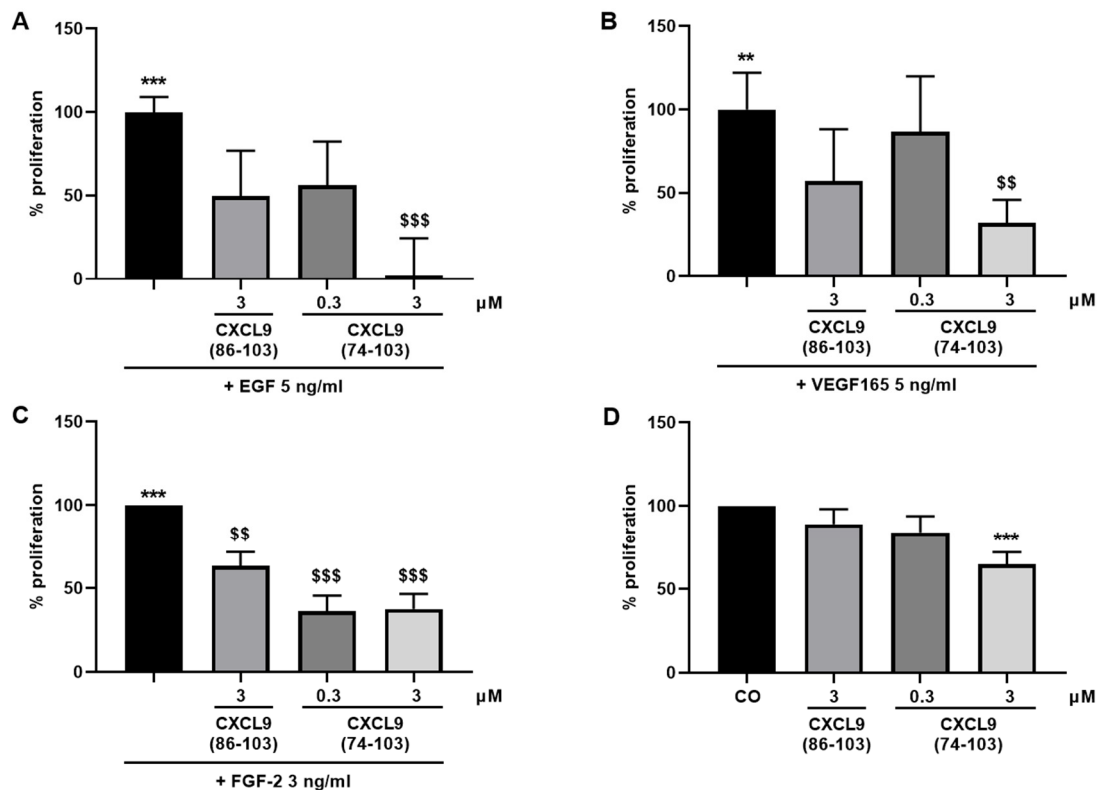 A
% proliferation
150
100
50
0
***
$$$
3 0.3 3 µM
CXCL9 CXCL9
(86-103) (74-103)
+ EGF 5 ng/ml
B
% proliferation
150
100
50
0
**
$$
3 0.3 3 µM
CXCL9 CXCL9
(86-103) (74-103)
+ VEGF165 5 ng/ml
C
% proliferation
150
100
50
0
***
$$
$$$ $$$
3 0.3 3 µM
CXCL9 CXCL9
(86-103) (74-103)
+ FGF-2 3 ng/ml
D
% proliferation
150
100
50
0
***
CO 3 0.3 3 µM
CXCL9 CXCL9
(86-103) (74-103)